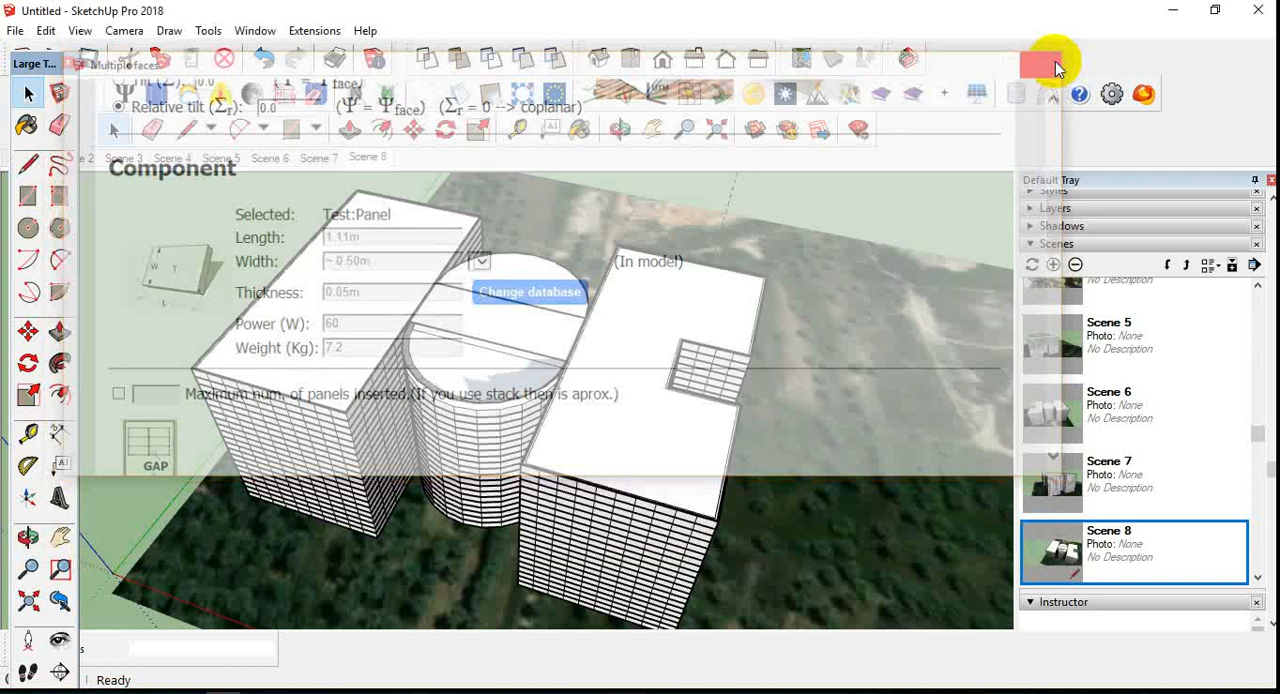 Untitled - SketchUp Pro 2018
File Edit View Camera Draw Tools Window Extensions Help
Large T...
Multiple faces
face)
Relative tilt (Σr): 0.0 (Ψ = Ψface) (Σr = 0 --> coplanar)
Scene 4 Scene 5 Scene 6 Scene 7 Scene 8
Component
Selected: Test:Panel
Length: 1.11m
Width: ~ 0.50m (In model)
Thickness: 0.05m Change database
Power (W): 60
Weight (Kg): 7.2
Maximum num. of panels inserted.(If you use stack then is aprox.)
GAP
Default Tray
Styles
Layers
Shadows
Scenes
No Description
Scene 5
Photo: None
No Description
Scene 6
Photo: None
No Description
Scene 7
Photo: None
No Description
Scene 8
Photo: None
No Description
Instructor
Ready